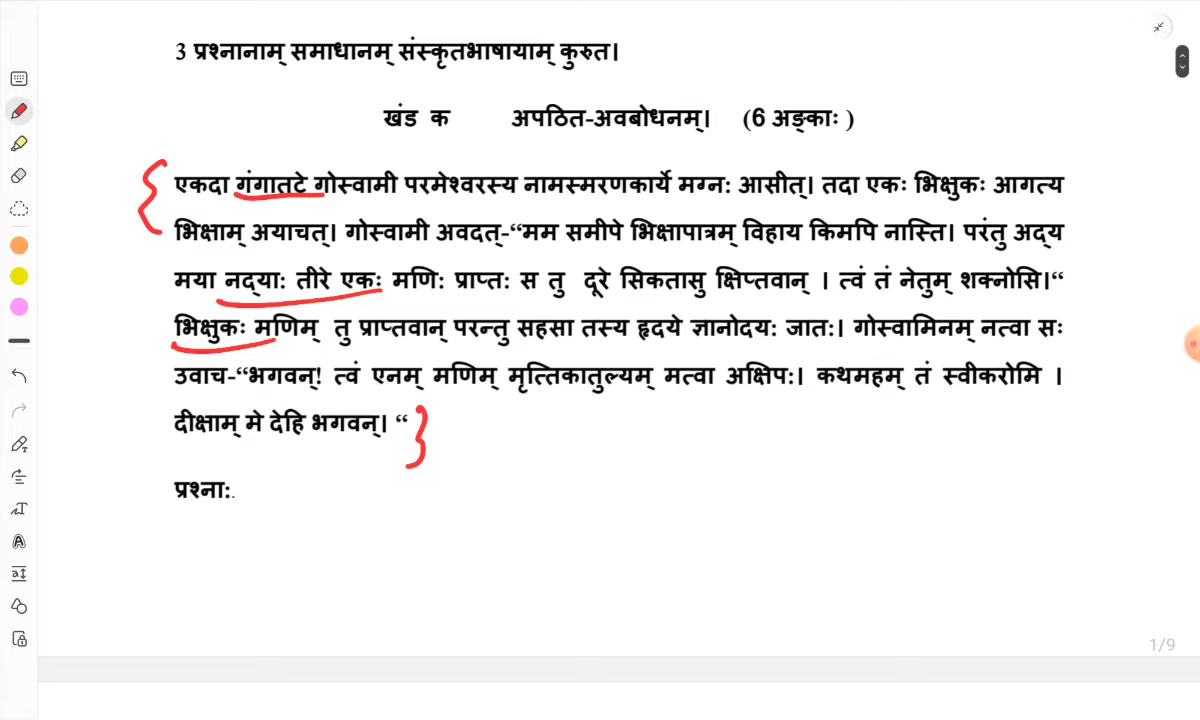 3 प्रश्नानाम् समाधानम् संस्कृतभाषायाम् कुरुत।
खंड क अपठित-अवबोधनम्। (6 अङ्काः )
एकदा गंगातटे गोस्वामी परमेश्वरस्य नामस्मरणकार्ये मग्न: आसीत्। तदा एकः भिक्षुकः आगत्य
भिक्षाम् अयाचत्। गोस्वामी अवदत्-“मम समीपे भिक्षापात्रम् विहाय किमपि नास्ति। परंतु अद्य
मया नद्या: तीरे एकः मणि: प्राप्त: स तु दूरे सिकतासु क्षिप्तवान् । त्वं तं नेतुम् शक्नोसि।“
भिक्षुकः मणिम् तु प्राप्तवान् परन्तु सहसा तस्य हृदये ज्ञानोदय: जात:। गोस्वामिनम् नत्वा सः
उवाच-“भगवन्! त्वं एनम् मणिम् मृत्तिकातुल्यम् मत्वा अक्षिप:। कथमहम् तं स्वीकरोमि ।
दीक्षाम् मे देहि भगवन्। “
प्रश्ना:.
1/9